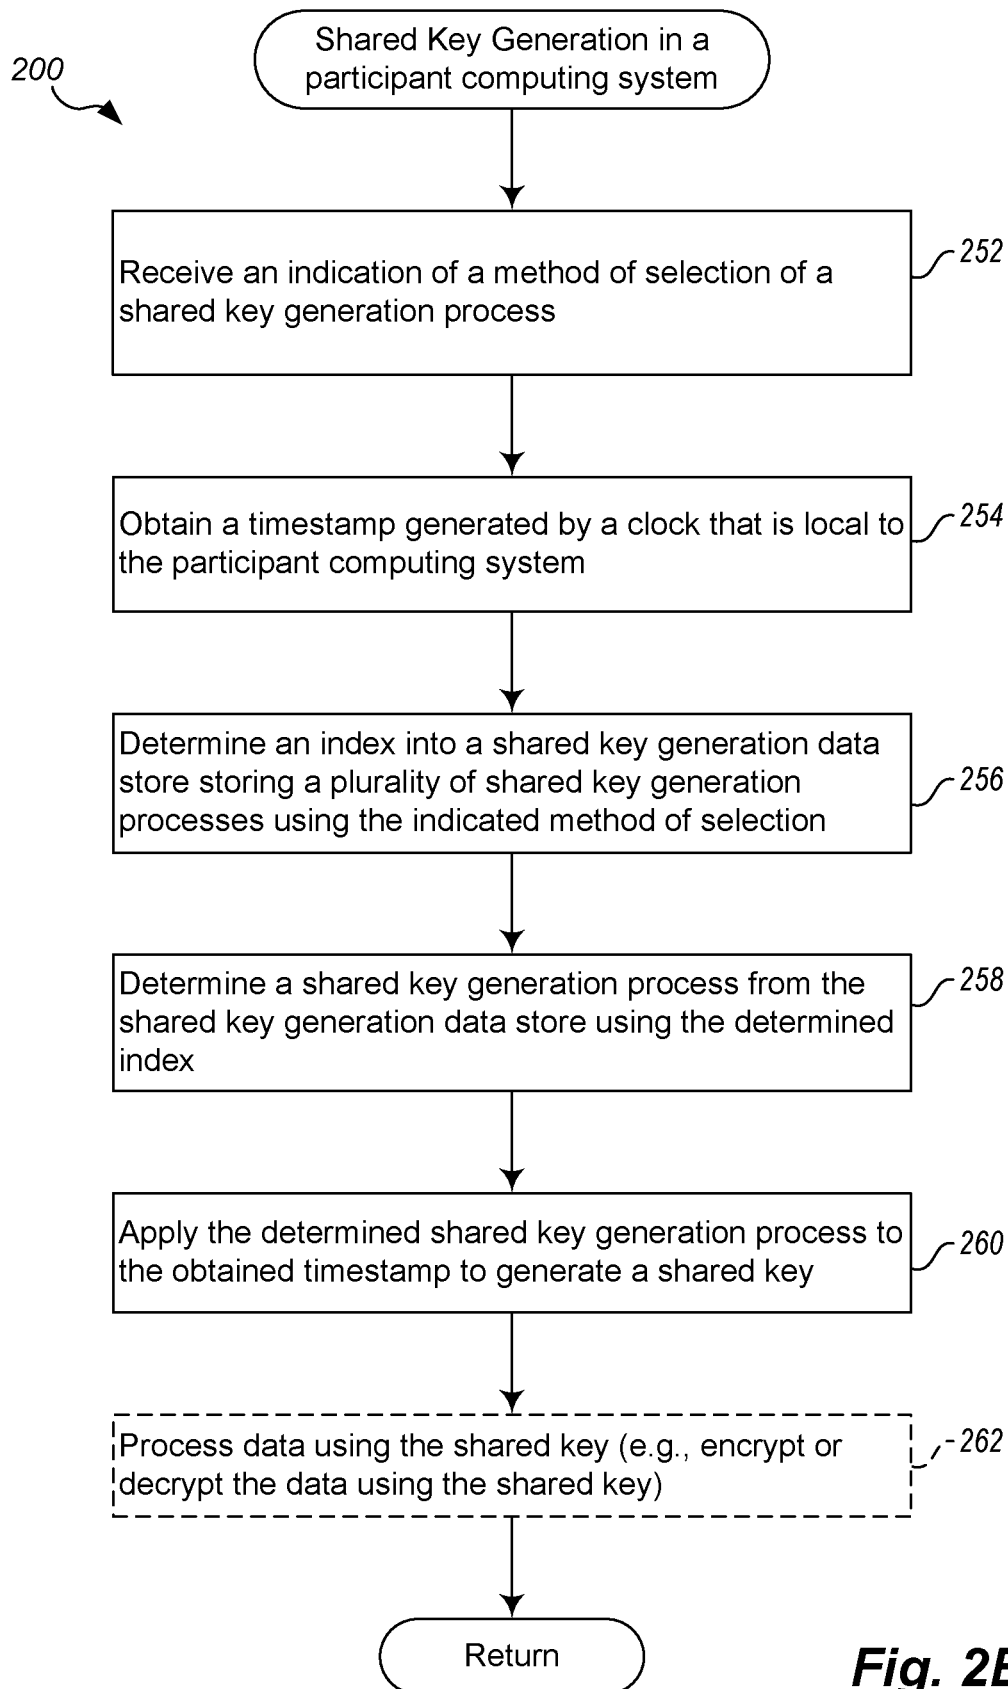 Shared Key Generation in a
participant computing system
200
Receive an indication of a method of selection of a
shared key generation process
252
Obtain a timestamp generated by a clock that is local to
the participant computing system
254
Determine an index into a shared key generation data
store storing a plurality of shared key generation
processes using the indicated method of selection
256
Determine a shared key generation process from the
shared key generation data store using the determined
index
258
Apply the determined shared key generation process to
the obtained timestamp to generate a shared key
260
Process data using the shared key (e.g., encrypt or
decrypt the data using the shared key)
262
Return
Fig. 2B